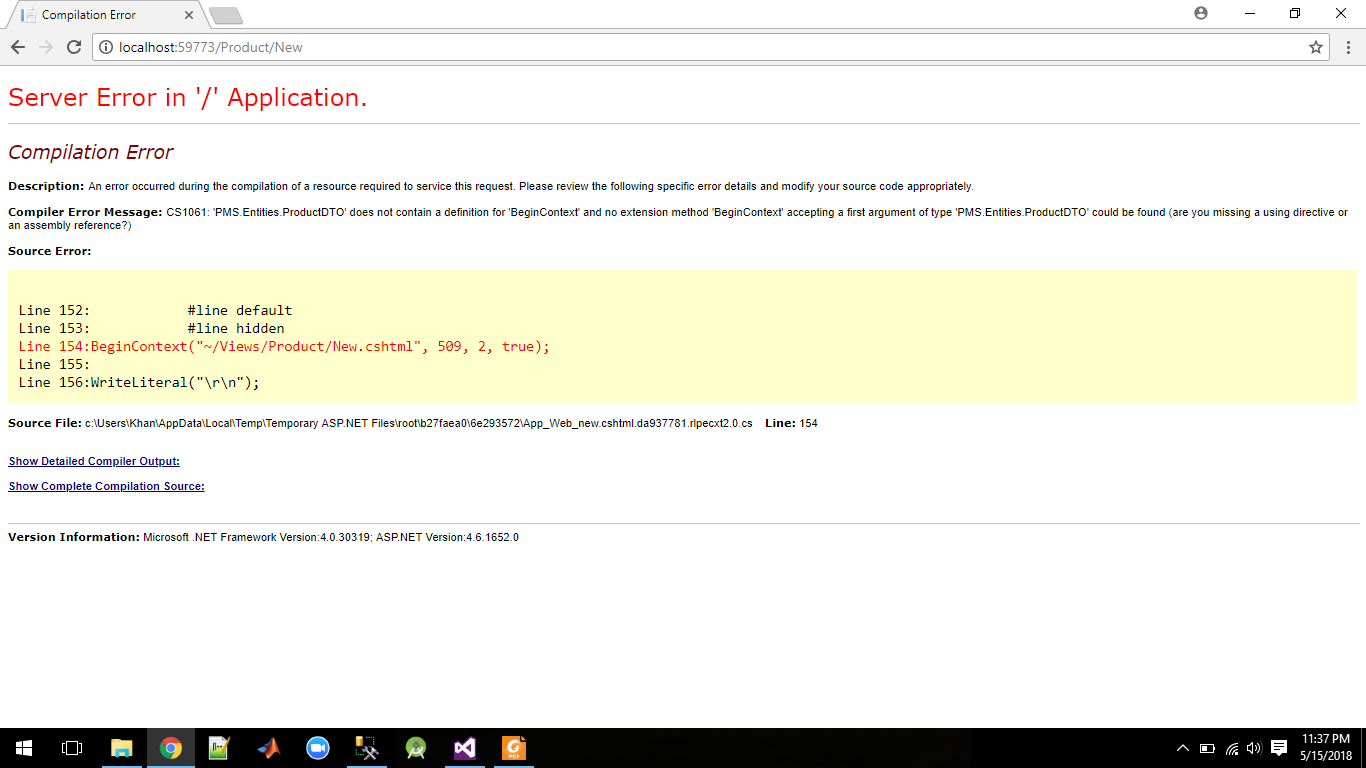 Compilation Error
localhost:59773/Product/New
Server Error in '/' Application.
Compilation Error
Description: An error occurred during the compilation of a resource required to service this request. Please review the following specific error details and modify your source code appropriately.
Compiler Error Message: CS1061: 'PMS.Entities.ProductDTO' does not contain a definition for 'BeginContext' and no extension method 'BeginContext' accepting a first argument of type 'PMS.Entities.ProductDTO' could be found (are you missing a using directive or
an assembly reference?)
Source Error:
Line 152:            #line default
Line 153:            #line hidden
Line 154:BeginContext("~/Views/Product/New.cshtml", 509, 2, true);
Line 155:
Line 156:WriteLiteral("\r\n");
Source File: c:\Users\Khan\AppData\Local\Temp\Temporary ASP.NET Files\root\b27faea0\6e293572\App_Web_new.cshtml.da937781.rlpecxt2.0.cs    Line: 154
Show Detailed Compiler Output:
Show Complete Compilation Source:
Version Information: Microsoft .NET Framework Version:4.0.30319; ASP.NET Version:4.6.1652.0
11:37 PM
5/15/2018